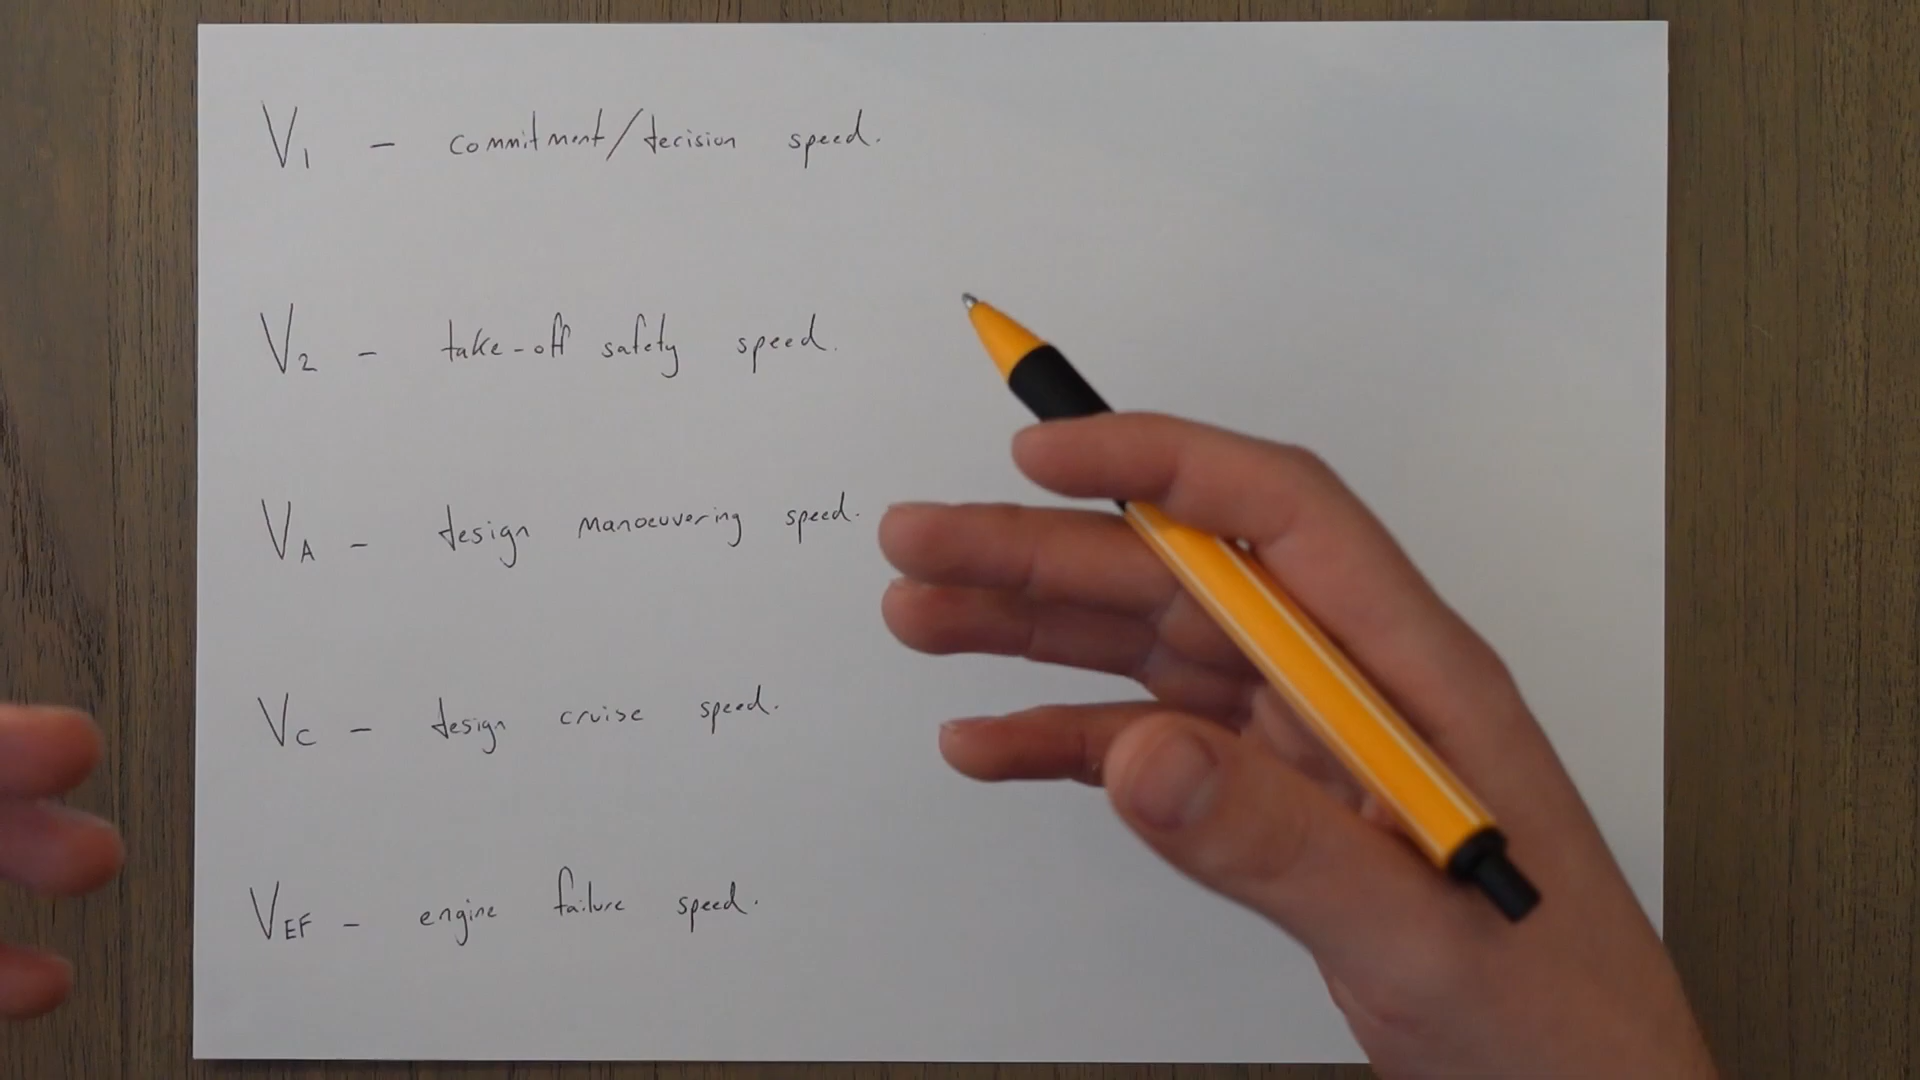 V1 - commitment/decision speed.
V2 - take-off safety speed.
VA - design manoeuvering speed.
VC - design cruise speed.
VEF - engine failure speed.